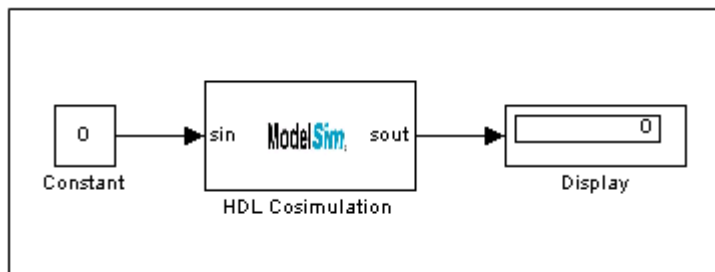 0
sin
ModelSim
sout
0
Constant
HDL Cosimulation
Display